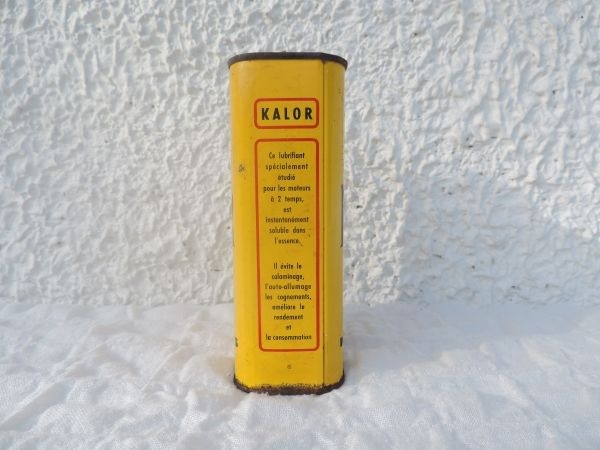 KALOR
Ce lubrifiant
spécialement
étudié
pour les moteurs
à 2 temps,
est
instantanément
soluble dans
l'essence.
Il évite le
calaminage,
l'auto-allumage
les cognements,
améliore le
rendement
et
la consommation